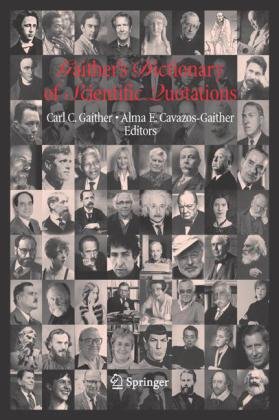 Gaither's Dictionary
of Scientific Quotations
Carl C. Gaither • Alma E. Cavazos-Gaither
Editors
Springer